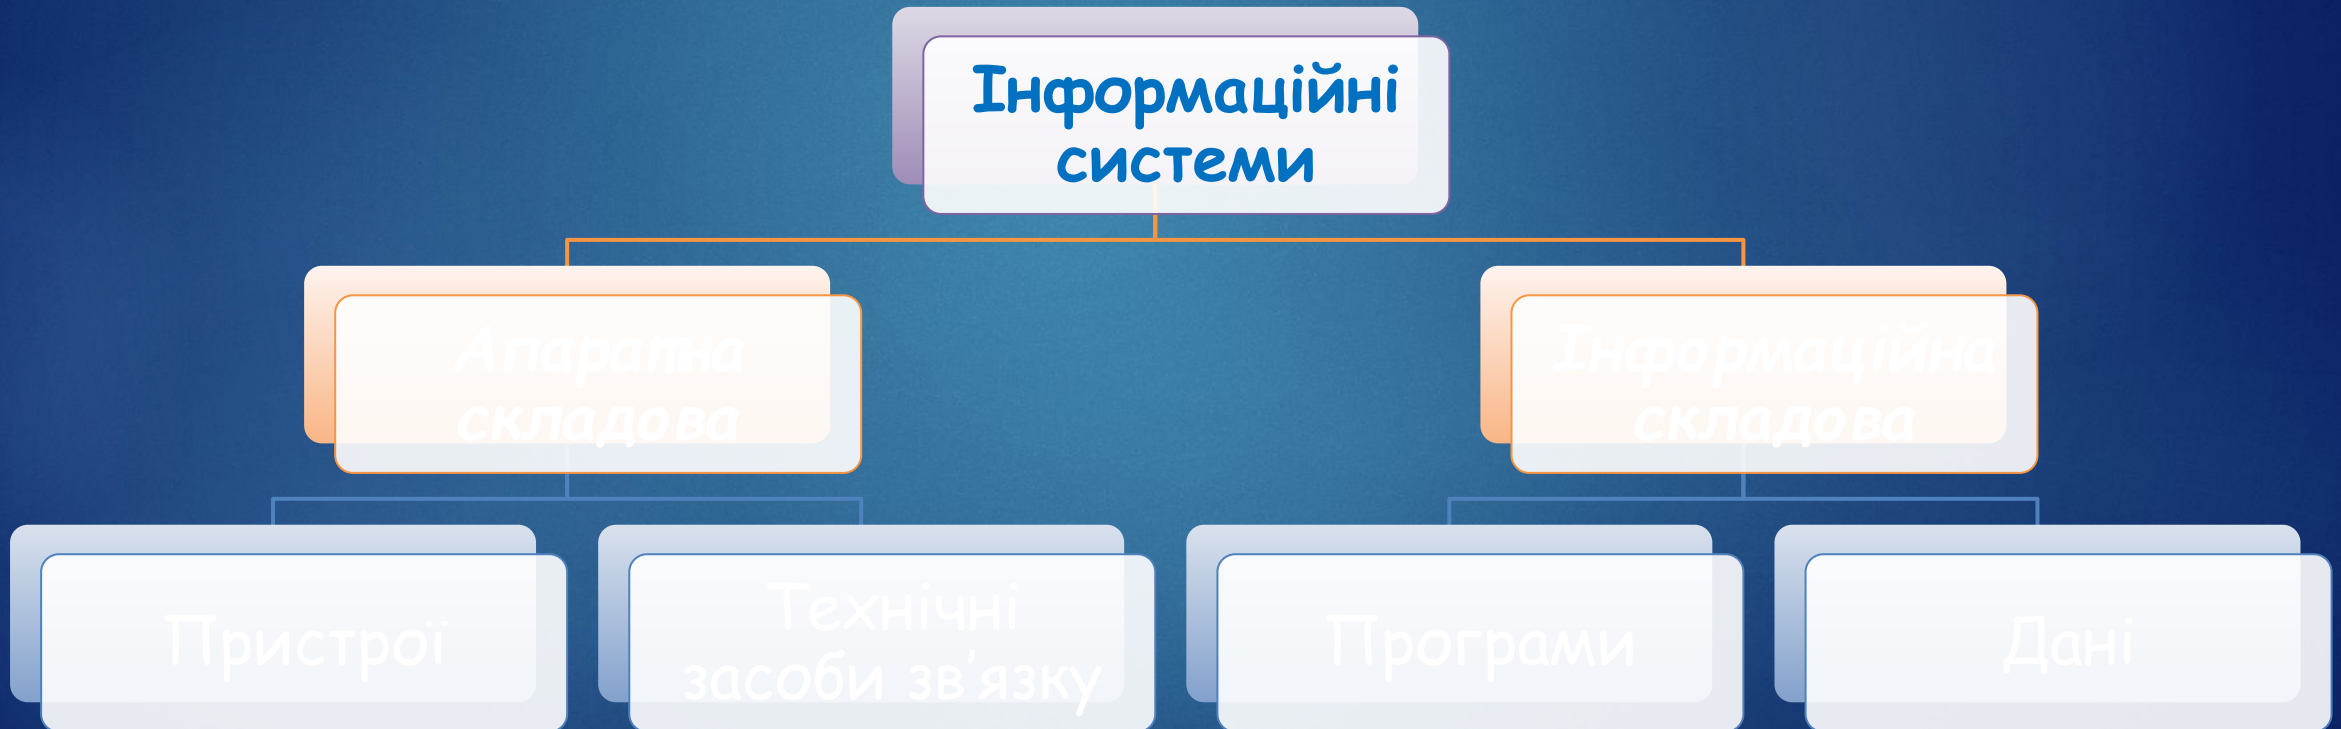 Інформаційні
системи
Апаратна
складова
Інформаційна
складова
Пристрої
Технічні
засоби зв’язку
Програми
Дані